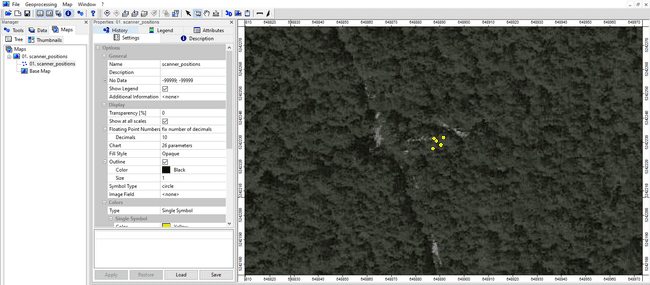 File Geoprocessing Map Window ?
Manager
Tools Data Maps
Tree Thumbnails
Maps
01. scanner_positions
01. scanner_positions
Base Map
Properties: 01. scanner_positions
History Legend Attributes
Settings Description
Options
General
Name scanner_positions
Description
No Data -99999; -99999
Show Legend
Additional Information <none>
Display
Transparency [%] 0
Show at all scales
Floating Point Numbers fix number of decimals
Decimals 10
Chart 26 parameters
Fill Style Opaque
Outline
Color Black
Size 1
Symbol Type circle
Image Field <none>
Colors
Type Single Symbol
Single Symbol
Color Yellow
Apply Restore Load Save